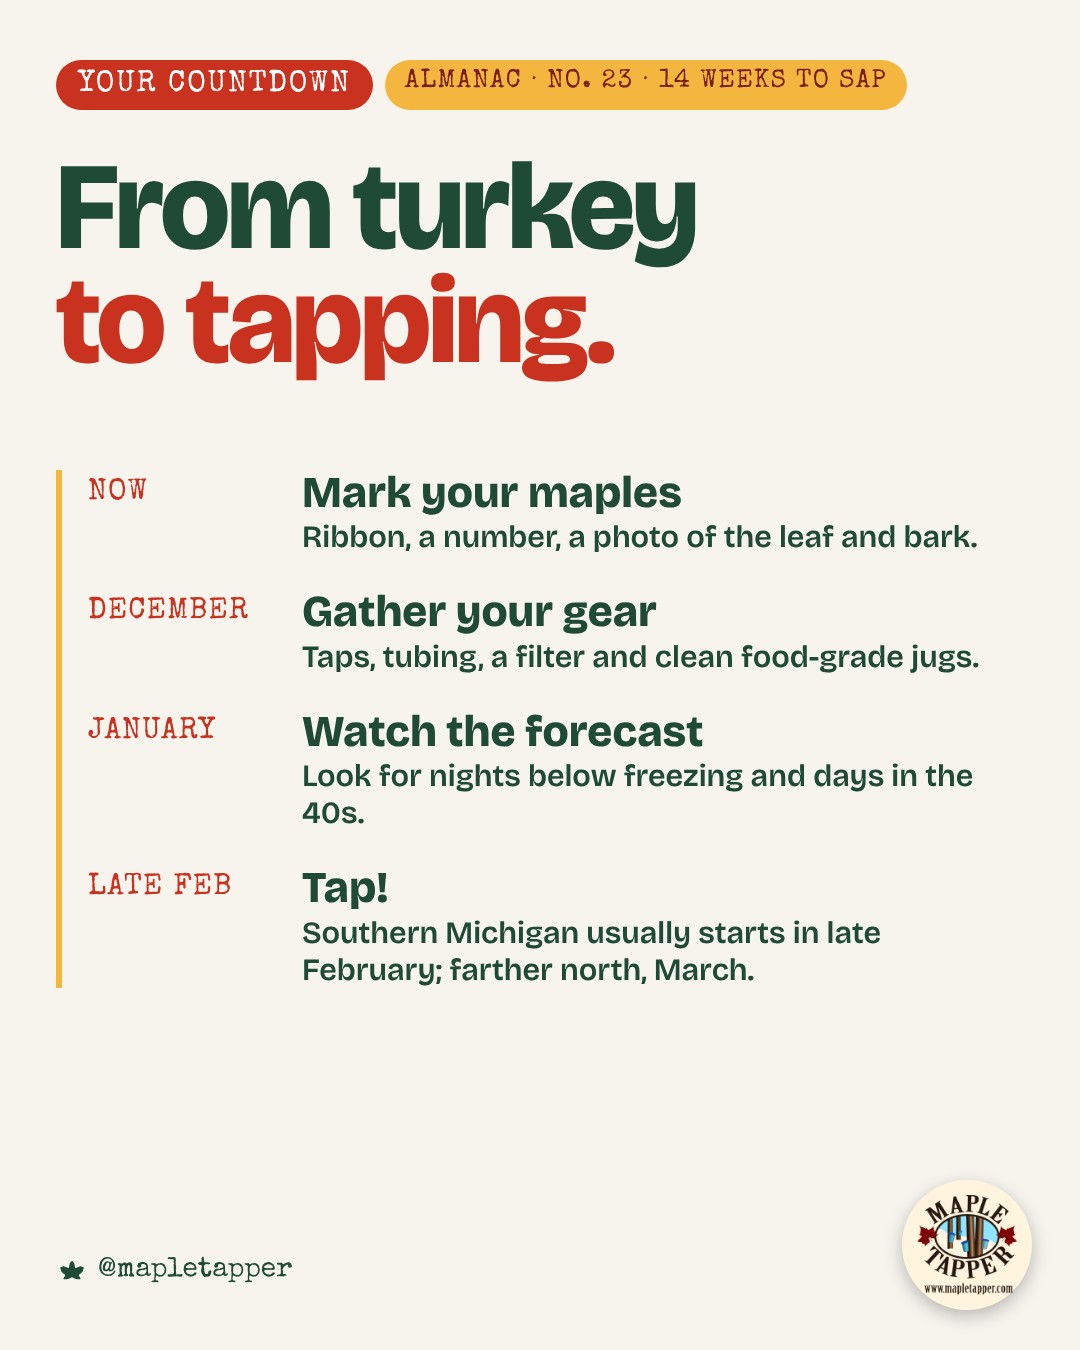 YOUR COUNTDOWN
ALMANAC · NO. 23 · 14 WEEKS TO SAP
From turkey
to tapping.
NOW
Mark your maples
Ribbon, a number, a photo of the leaf and bark.
DECEMBER
Gather your gear
Taps, tubing, a filter and clean food-grade jugs.
JANUARY
Watch the forecast
Look for nights below freezing and days in the
40s.
LATE FEB
Tap!
Southern Michigan usually starts in late
February; farther north, March.
@mapletapper
MAPLE
TAPPER
www.mapletapper.com